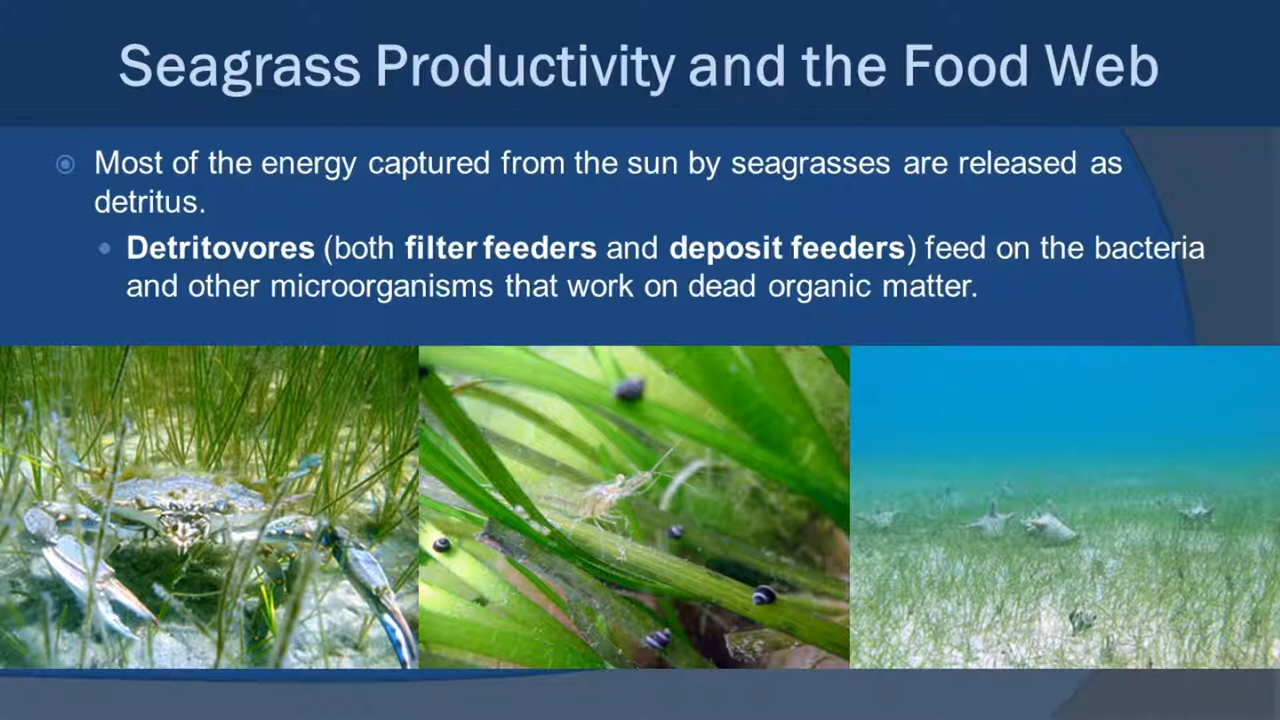 Seagrass Productivity and the Food Web
Most of the energy captured from the sun by seagrasses are released as
detritus.
Detritovores (both filter feeders and deposit feeders) feed on the bacteria
and other microorganisms that work on dead organic matter.